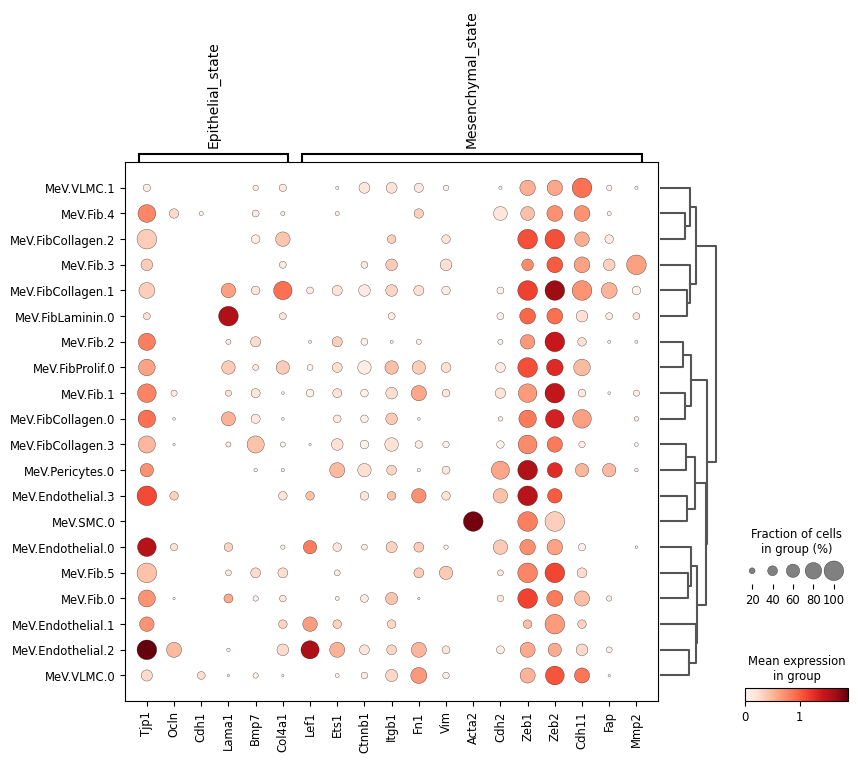 Epithelial_state
Mesenchymal_state
MeV.VLMC.1
MeV.Fib.4
MeV.FibCollagen.2
MeV.Fib.3
MeV.FibCollagen.1
MeV.FibLaminin.0
MeV.Fib.2
MeV.FibProlif.0
MeV.Fib.1
MeV.FibCollagen.0
MeV.FibCollagen.3
MeV.Pericytes.0
MeV.Endothelial.3
MeV.SMC.0
MeV.Endothelial.0
MeV.Fib.5
MeV.Fib.0
MeV.Endothelial.1
MeV.Endothelial.2
MeV.VLMC.0
Tjp1
Ocln
Cdh1
Lama1
Bmp7
Col4a1
Lef1
Ets1
Ctnnb1
Itgb1
Fn1
Vim
Acta2
Cdh2
Zeb1
Zeb2
Cdh11
Fap
Mmp2
Fraction of cells
in group (%)
20 40 60 80 100
Mean expression
in group
0 1